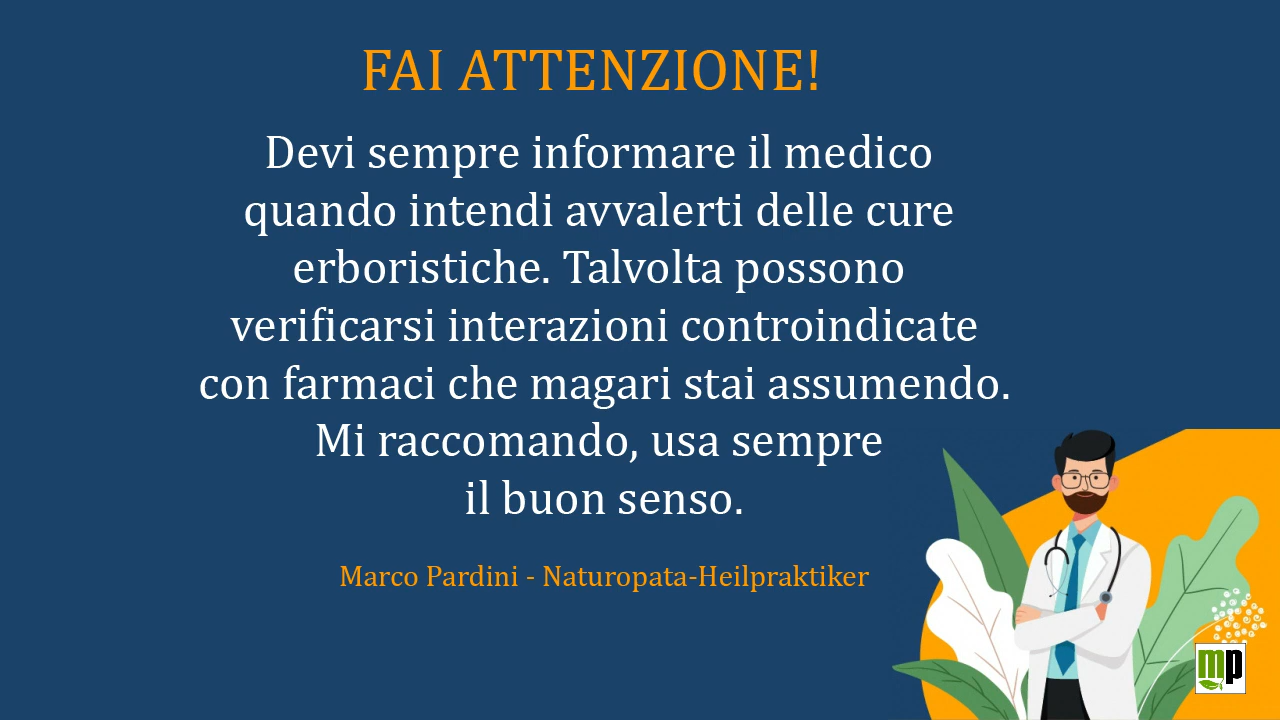 FAI ATTENZIONE!
Devi sempre informare il medico
quando intendi avvalerti delle cure
erboristiche. Talvolta possono
verificarsi interazioni controindicate
con farmaci che magari stai assumendo.
Mi raccomando, usa sempre
il buon senso.
Marco Pardini - Naturopata-Heilpraktiker
mp